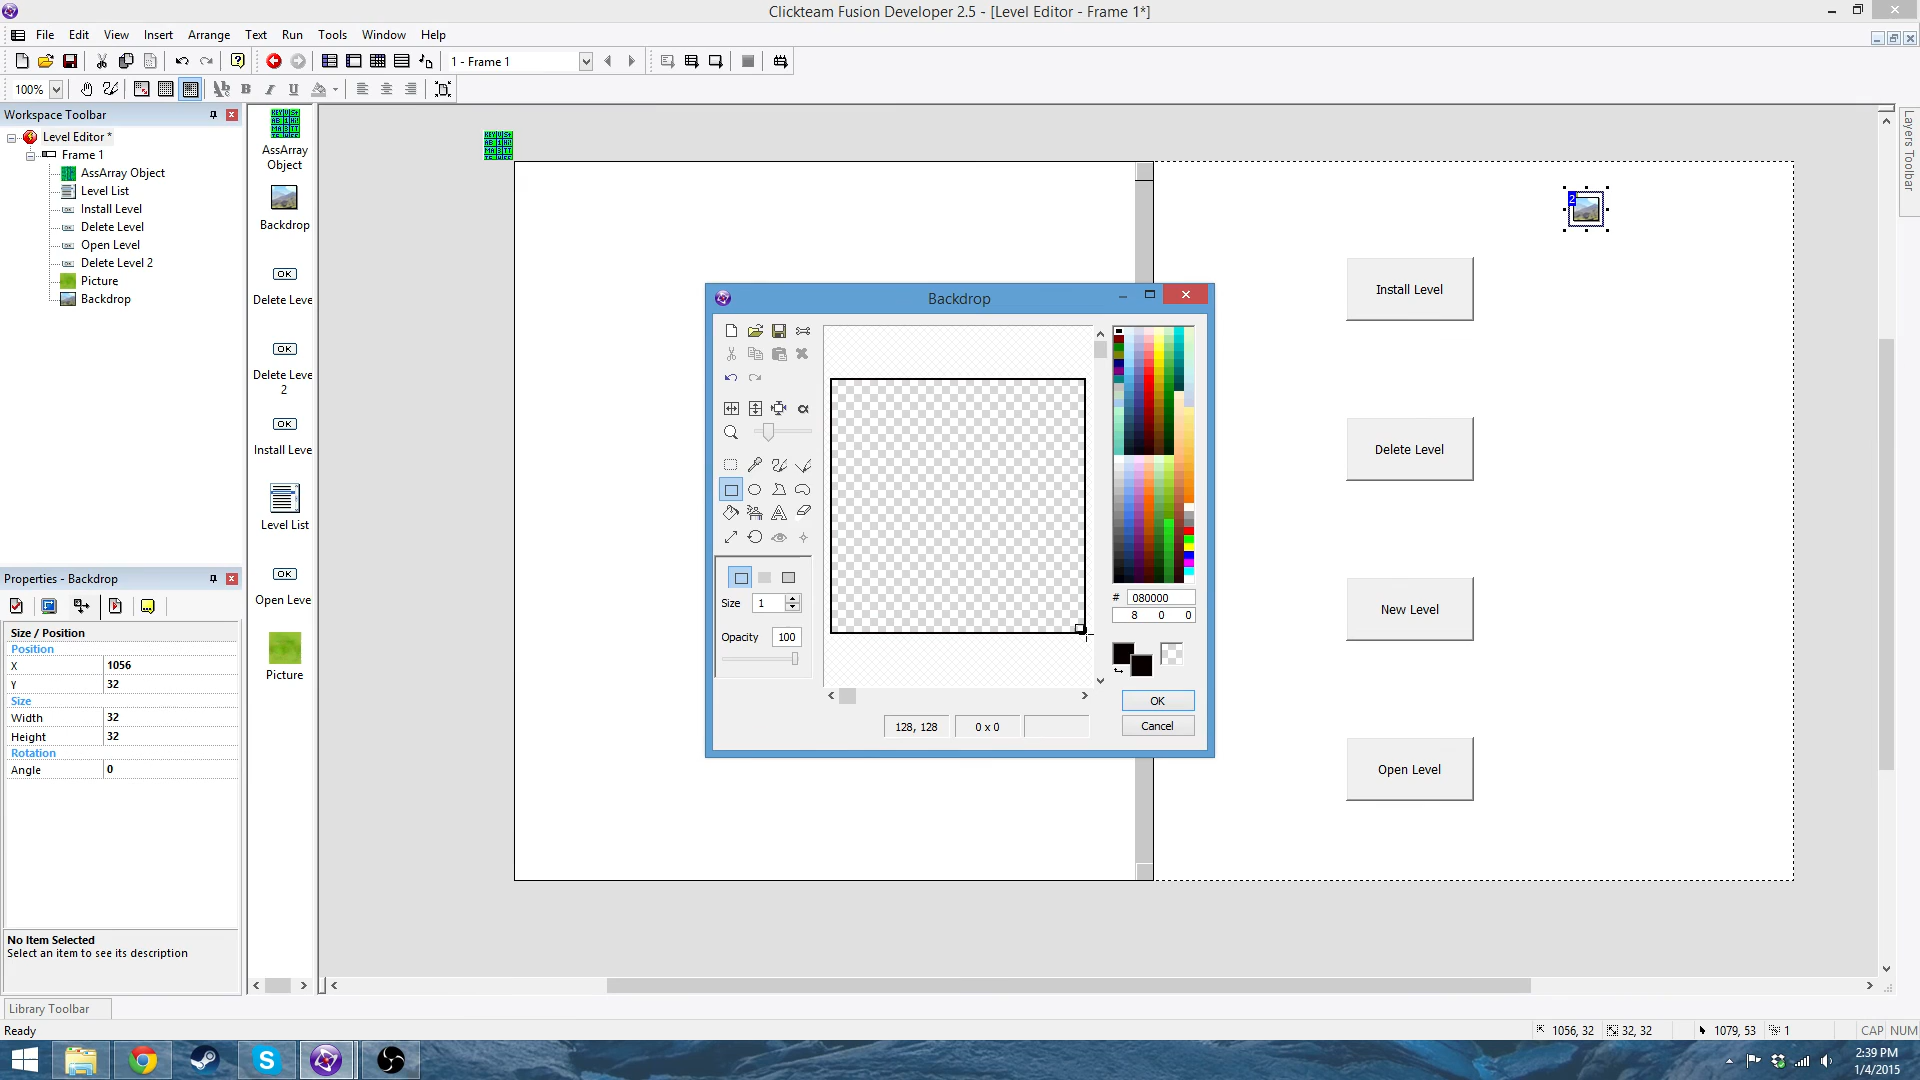 Clickteam Fusion Developer 2.5 - [Level Editor - Frame 1*]
File Edit View Insert Arrange Text Run Tools Window Help
1 - Frame 1
100%
Workspace Toolbar
Level Editor *
Frame 1
AssArray Object
Level List
Install Level
Delete Level
Open Level
Delete Level 2
Picture
Backdrop
AssArray
Object
Backdrop
OK
Delete Leve
OK
Delete Leve
2
OK
Install Leve
Level List
OK
Open Leve
Picture
Layers Toolbar
2
Install Level
Delete Level
New Level
Open Level
Backdrop
Size 1
Opacity 100
# 080000
8 0 0
OK
Cancel
128, 128 0 x 0
Properties - Backdrop
Size / Position
Position
X 1056
Y 32
Size
Width 32
Height 32
Rotation
Angle 0
No Item Selected
Select an item to see its description
Library Toolbar
Ready
1056, 32 32, 32 1079, 53 1 CAP NUM
2:39 PM
1/4/2015